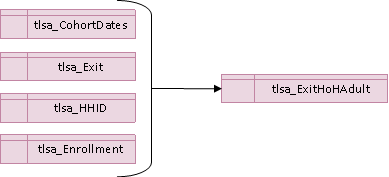 tlsa_CohortDates
tlsa_Exit
tlsa_HHID
tlsa_Enrollment
tlsa_ExitHoHAdult